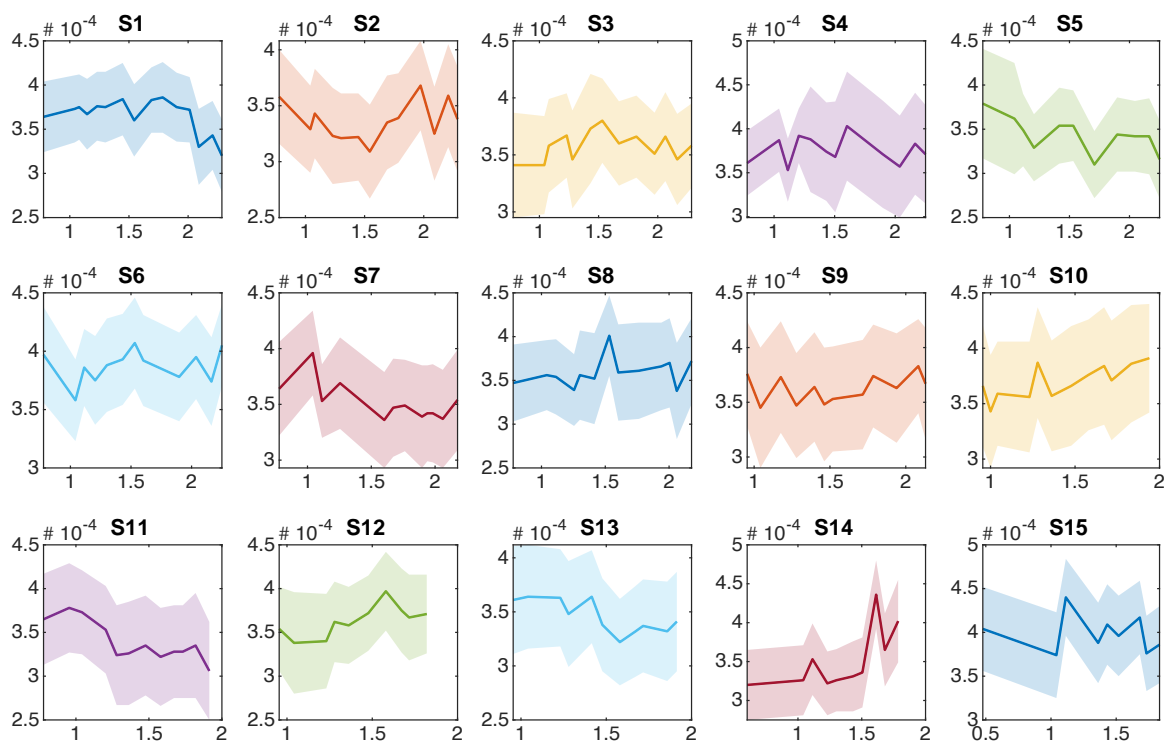 # 10-4 S1 # 10-4 S2 # 10-4 S3 # 10-4 S4 # 10-4 S5
4.5 4 3.5 3 2.5 4 3.5 3 2.5 4.5 4 3.5 3 5 4.5 4 3.5 3 4.5 4 3.5 3 2.5
1 1.5 2 1 1.5 2 1 1.5 2 1 1.5 2 1 1.5 2
# 10-4 S6 # 10-4 S7 # 10-4 S8 # 10-4 S9 # 10-4 S10
4.5 4 3.5 3 4.5 4 3.5 3 4.5 4 3.5 3 2.5 4.5 4 3.5 3 4.5 4 3.5 3
1 1.5 2 1 1.5 2 1 1.5 2 1 1.5 2 1 1.5 2
# 10-4 S11 # 10-4 S12 # 10-4 S13 # 10-4 S14 # 10-4 S15
4.5 4 3.5 3 2.5 4.5 4 3.5 3 2.5 4 3.5 3 2.5 5 4.5 4 3.5 3 5 4.5 4 3.5 3
1 1.5 2 1 1.5 2 1 1.5 2 1 1.5 2 0.5 1 1.5